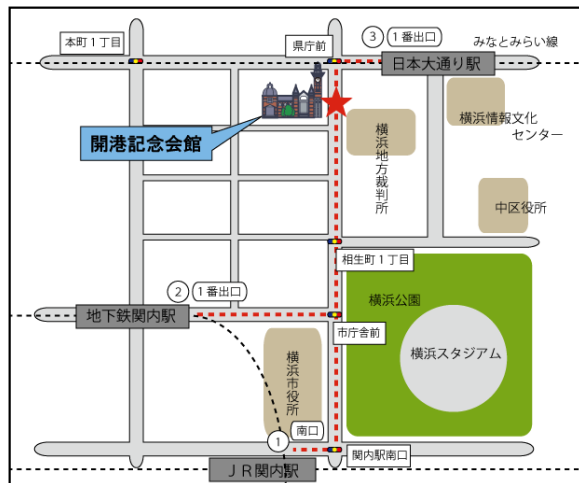 本町１丁目
県庁前
③
１番出口
みなとみらい線
日本大通り駅
開港記念会館
横浜地方裁判所
横浜情報文化
センター
中区役所
相生町１丁目
②
１番出口
地下鉄関内駅
市庁舎前
横浜公園
横浜スタジアム
横浜市役所
①
南口
関内駅南口
ＪＲ関内駅